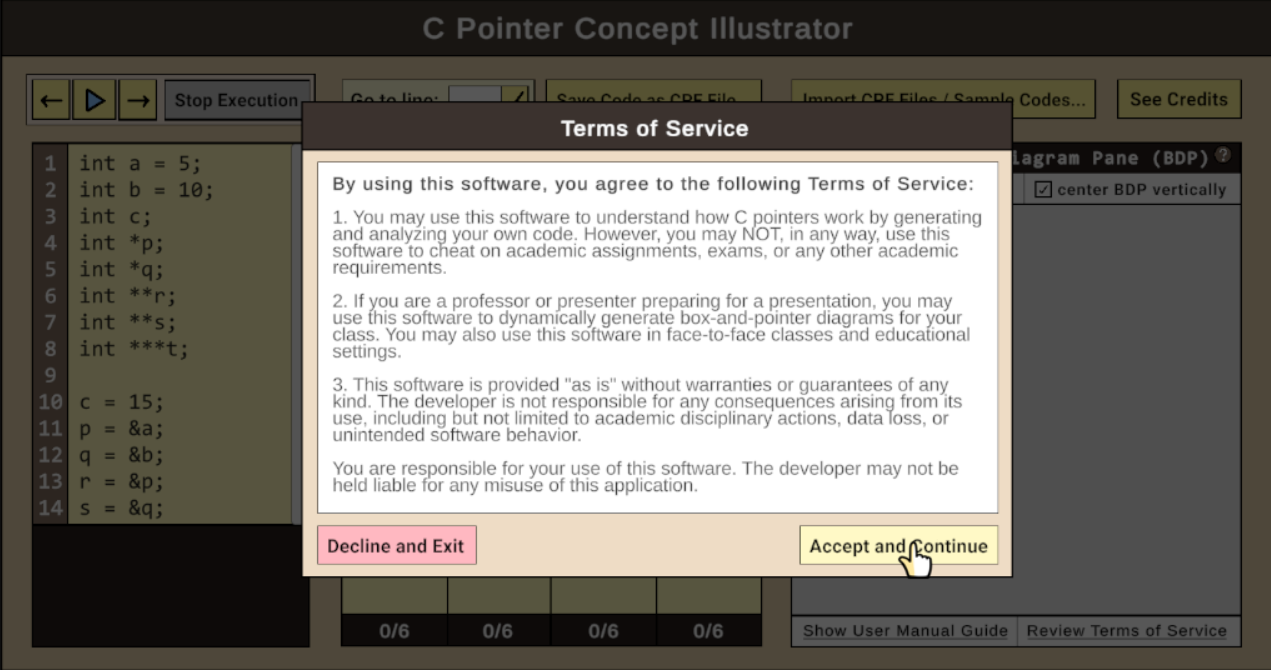 C Pointer Concept Illustrator
Stop Execution
Go to line:
Save Code as CPF File
Import CPF Files / Sample Codes...
See Credits
Terms of Service
By using this software, you agree to the following Terms of Service:
1. You may use this software to understand how C pointers work by generating
and analyzing your own code. However, you may NOT, in any way, use this
software to cheat on academic assignments, exams, or any other academic
requirements.
2. If you are a professor or presenter preparing for a presentation, you may
use this software to dynamically generate box-and-pointer diagrams for your
class. You may also use this software in face-to-face classes and educational
settings.
3. This software is provided "as is" without warranties or guarantees of any
kind. The developer is not responsible for any consequences arising from its
use, including but not limited to academic disciplinary actions, data loss, or
unintended software behavior.
You are responsible for your use of this software. The developer may not be
held liable for any misuse of this application.
Decline and Exit
Accept and Continue
1 int a = 5;
2 int b = 10;
3 int c;
4 int *p;
5 int *q;
6 int **r;
7 int **s;
8 int ***t;
9
10 c = 15;
11 p = &a;
12 q = &b;
13 r = &p;
14 s = &q;
Pane (BDP)
center BDP vertically
0/6 0/6 0/6 0/6
Show User Manual Guide
Review Terms of Service